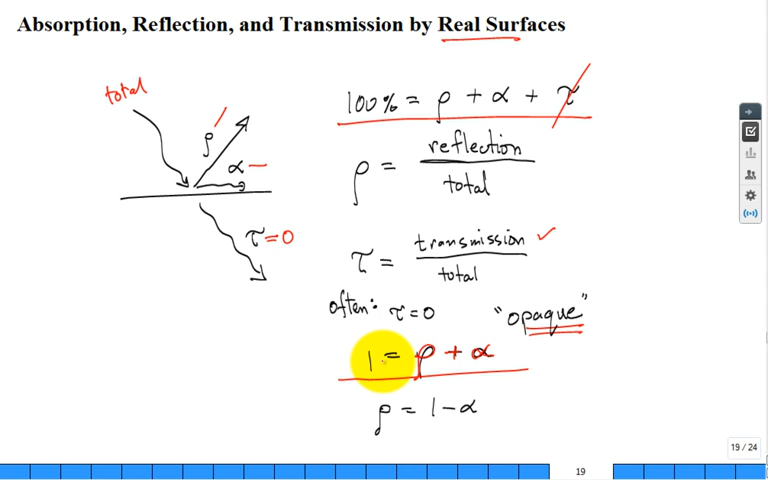 Absorption, Reflection, and Transmission by Real Surfaces
total
100% = ρ + α + τ
ρ
α
ρ = reflection / total
τ = 0
τ = transmission / total
often: τ = 0 "opaque"
1 = ρ + α
ρ = 1 - α
19 / 24
19